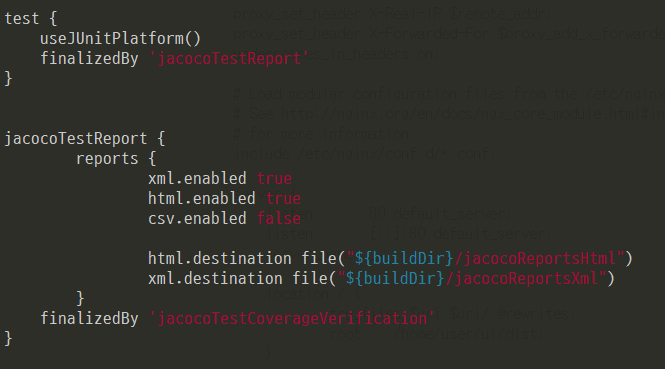 test {
    useJUnitPlatform()
    finalizedBy 'jacocoTestReport'
}
jacocoTestReport {
        reports {
                xml.enabled true
                html.enabled true
                csv.enabled false
                html.destination file("${buildDir}/jacocoReportsHtml")
                xml.destination file("${buildDir}/jacocoReportsXml")
        }
    finalizedBy 'jacocoTestCoverageVerification'
}